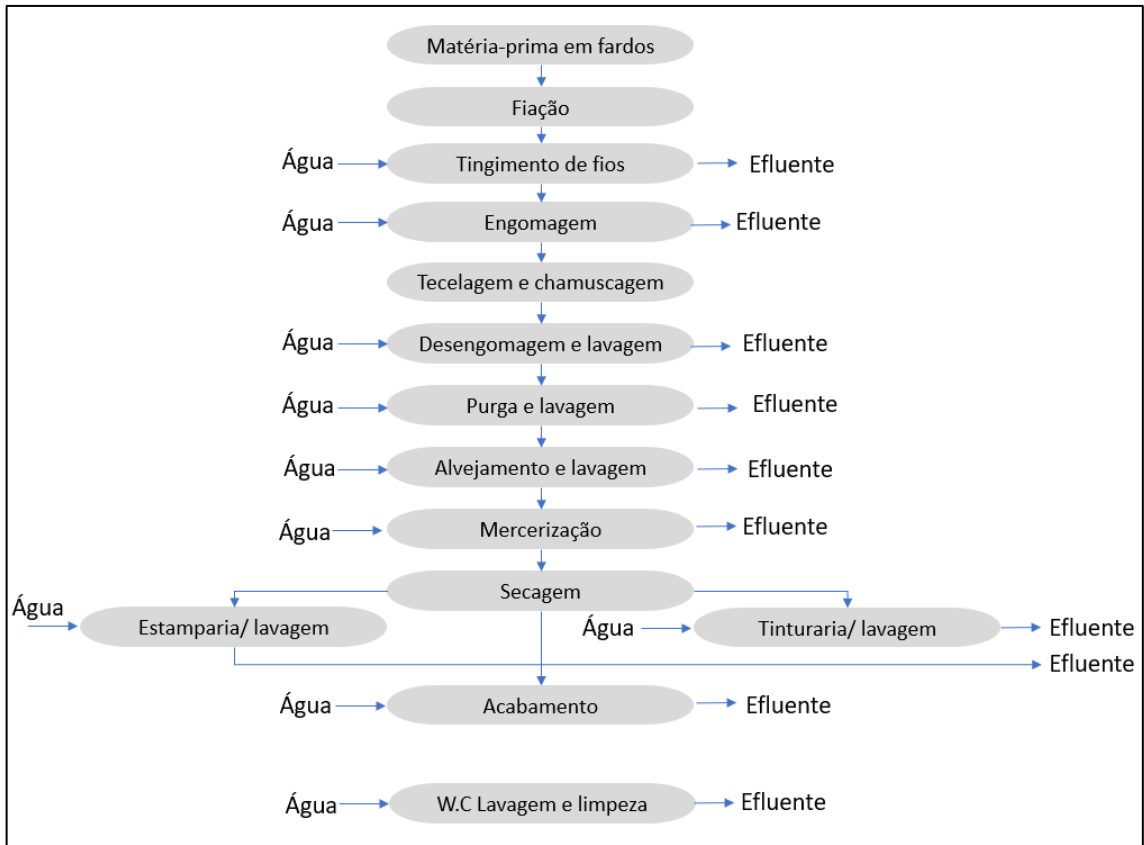 Matéria-prima em fardos
Fiação
Água Tingimento de fios Efluente
Água Engomagem Efluente
Tecelagem e chamuscagem
Água Desengomagem e lavagem Efluente
Água Purga e lavagem Efluente
Água Alvejamento e lavagem Efluente
Água Mercerização Efluente
Secagem
Água Estamparia/ lavagem Água Tinturaria/ lavagem Efluente
Efluente
Água Acabamento Efluente
Água W.C Lavagem e limpeza Efluente